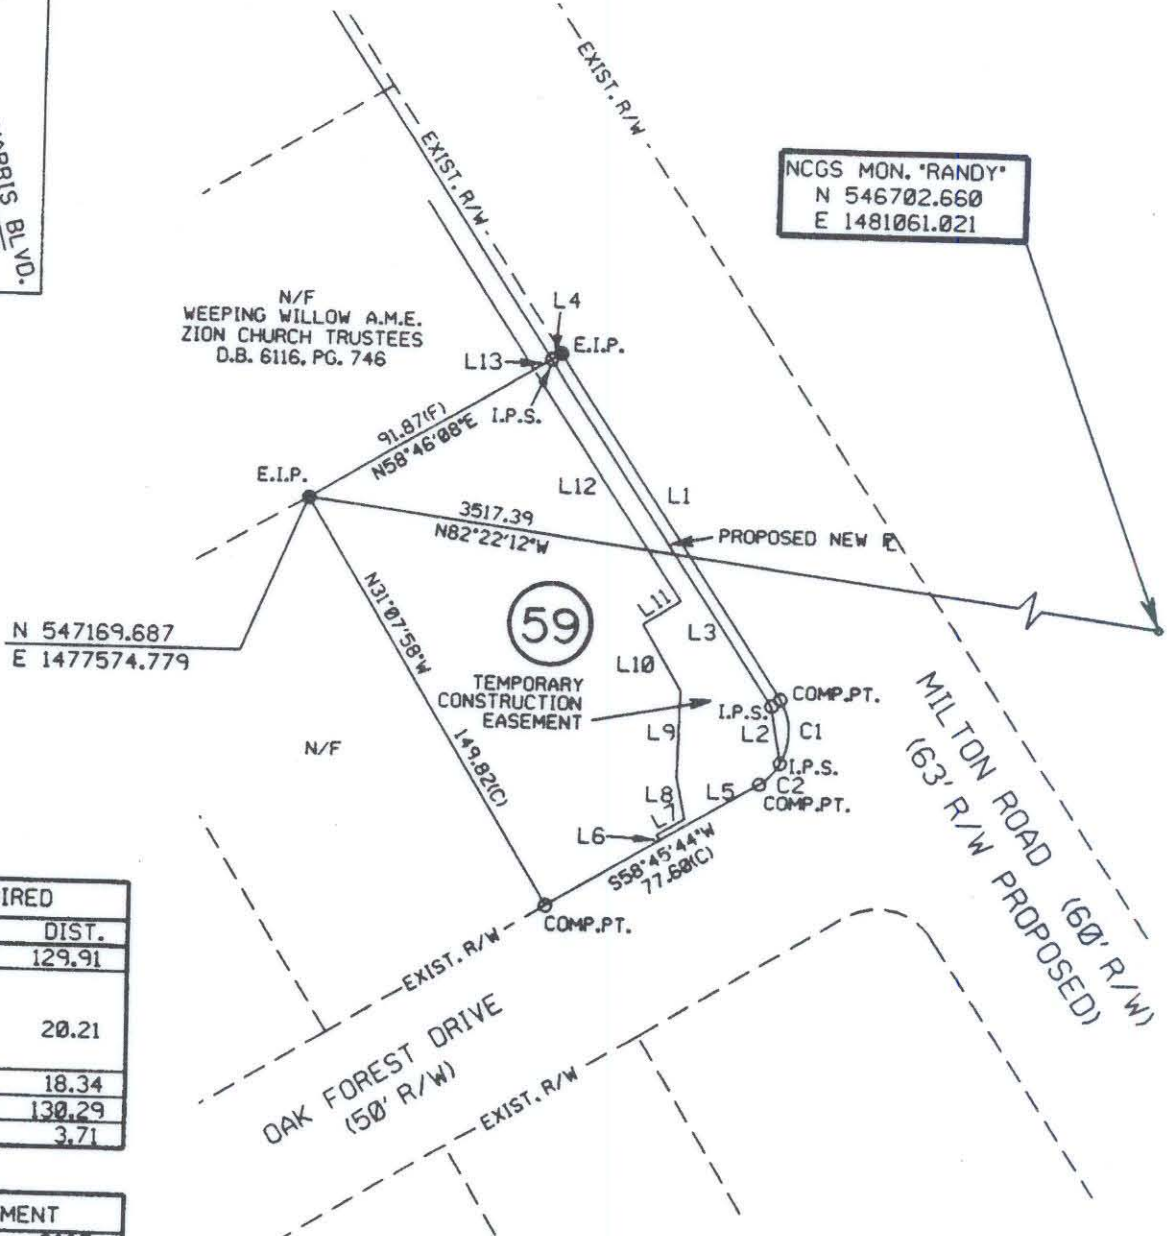 HARRIS BLVD.
EXIST. R/W
EXIST. R/W
NCGS MON. "RANDY"
N 546702.660
E 1481061.021
N/F
WEEPING WILLOW A.M.E.
ZION CHURCH TRUSTEES
D.B. 6116, PG. 746
L4
E.I.P.
L13
I.P.S.
91.87(F)
N58°46'08"E
E.I.P.
L12
L1
3517.39
N82°22'12"W
PROPOSED NEW ⅊
N 547169.687
E 1477574.779
N31°07'58"W
149.82(C)
59
L11
L3
L10
TEMPORARY
CONSTRUCTION
EASEMENT
COMP.PT.
I.P.S.
L2
C1
L9
N/F
I.P.S.
L8
L5
C2
COMP.PT.
L7
L6
S58°45'44"W
77.60(C)
COMP.PT.
MILTON ROAD (60' R/W)
(63' R/W PROPOSED)
EXIST. R/W
OAK FOREST DRIVE
(50' R/W)
EXIST. R/W
IRED
DIST.
129.91
20.21
18.34
130.29
3.71
MENT